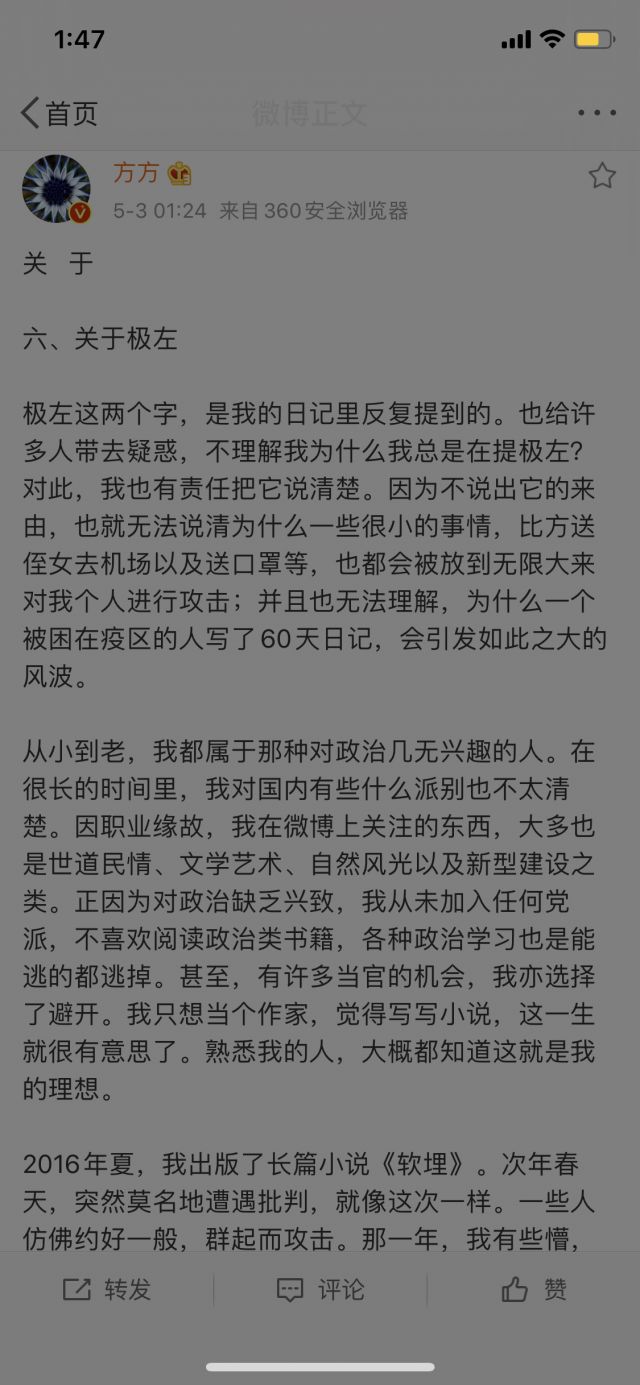 1:47
首页
微博正文
方方
5-3 01:24 来自360安全浏览器
关 于
六、关于极左
极左这两个字，是我的日记里反复提到的。也给许
多人带去疑惑，不理解我为什么我总是在提极左？
对此，我也有责任把它说清楚。因为不说出它的来
由，也就无法说清为什么一些很小的事情，比方送
侄女去机场以及送口罩等，也都会被放到无限大来
对我个人进行攻击；并且也无法理解，为什么一个
被困在疫区的人写了60天日记，会引发如此之大的
风波。
从小到老，我都属于那种对政治几无兴趣的人。在
很长的时间里，我对国内有些什么派别也不太清
楚。因职业缘故，我在微博上关注的东西，大多也
是世道民情、文学艺术、自然风光以及新型建设之
类。正因为对政治缺乏兴致，我从未加入任何党
派，不喜欢阅读政治类书籍，各种政治学习也是能
逃的都逃掉。甚至，有许多当官的机会，我亦选择
了避开。我只想当个作家，觉得写写小说，这一生
就很有意思了。熟悉我的人，大概都知道这就是我
的理想。
2016年夏，我出版了长篇小说《软埋》。次年春
天，突然莫名地遭遇批判，就像这次一样。一些人
仿佛约好一般，群起而攻击。那一年，我有些懵，
转发
评论
赞